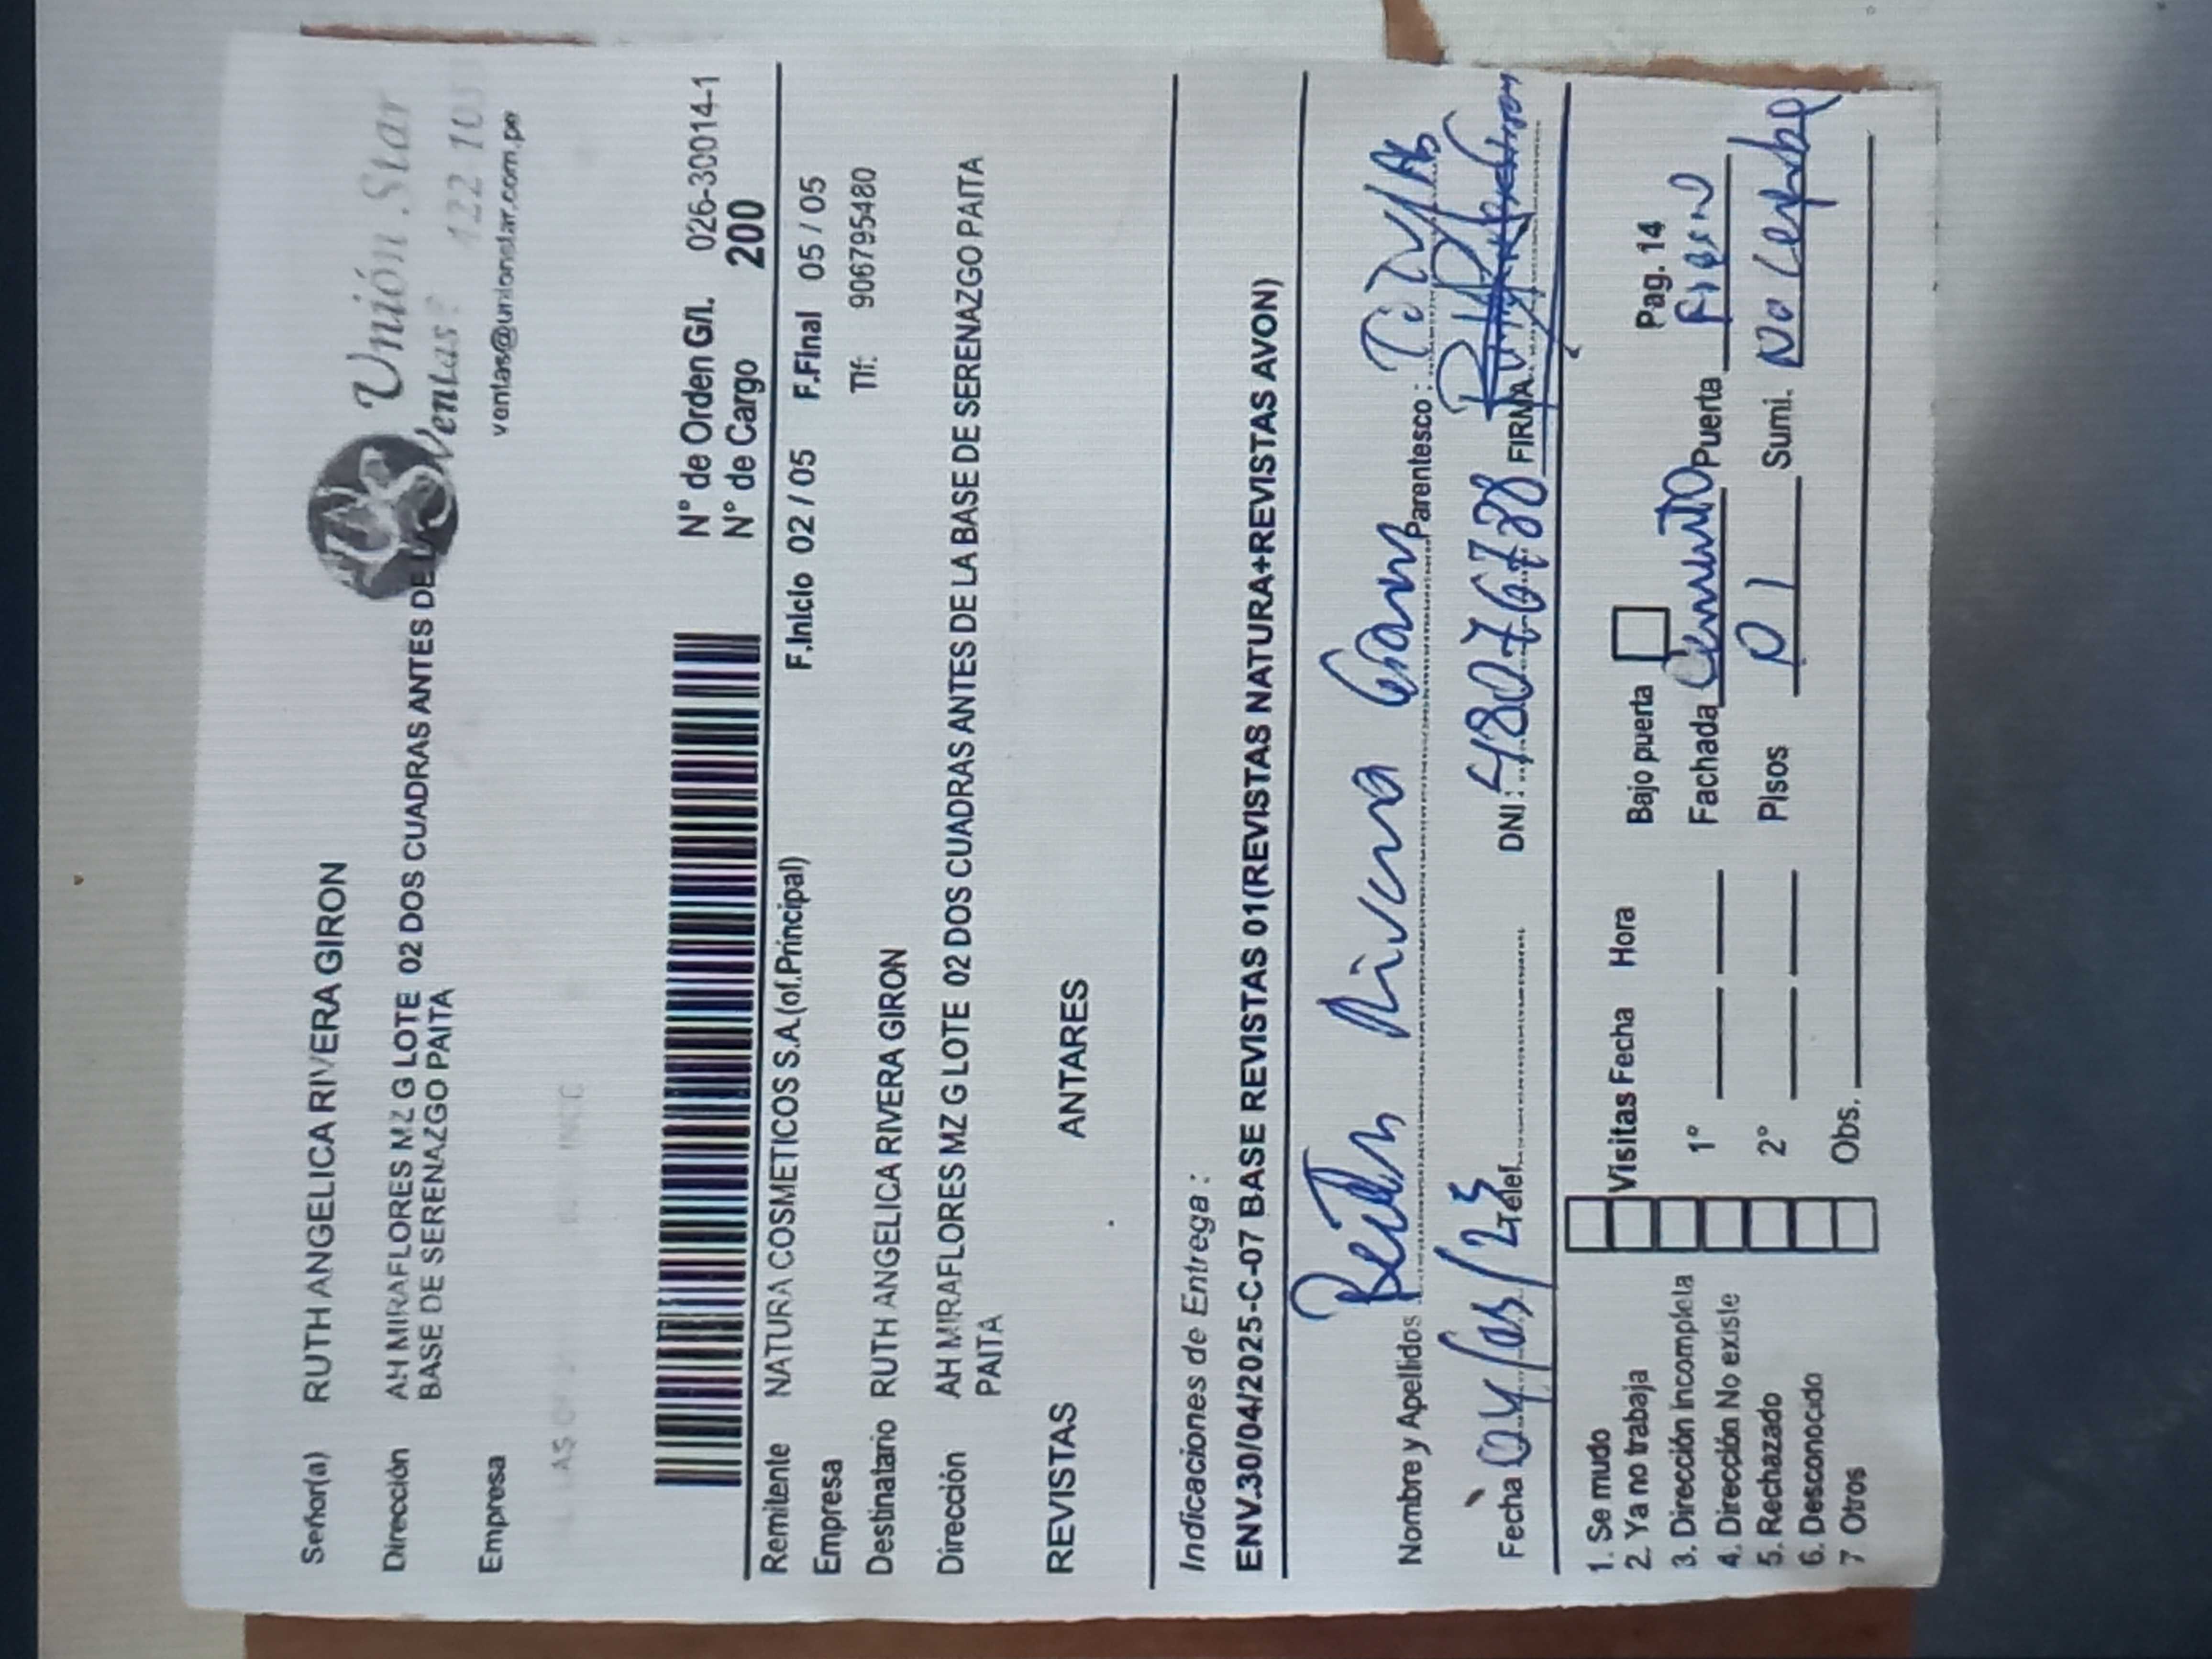 Señor(a) RUTH ANGELICA RIVERA GIRON
Unión Star
Dirección AH MIRAFLORES MZ G LOTE 02 DOS CUADRAS ANTES DE LA
BASE DE SERENAZGO PAITA
Ventas: 422-10
Empresa
ventas@unionstar.com.pe
N° de Orden G/l. 026-30014-1
N° de Cargo 200
Remitente NATURA COSMETICOS S.A.(of.Principal) F.Inicio 02 / 05 F.Final 05 / 05
Empresa Tlf: 906795480
Destinatario RUTH ANGELICA RIVERA GIRON
Dirección AH MIRAFLORES MZ G LOTE 02 DOS CUADRAS ANTES DE LA BASE DE SERENAZGO PAITA
PAITA
REVISTAS ANTARES
Indicaciones de Entrega :
ENV.30/04/2025-C-07 BASE REVISTAS 01(REVISTAS NATURA+REVISTAS AVON)
Nombre y Apellidos Rivera Parentesco :
Fecha 04/05/25 Telef. DNI: 48076738 FIRMA
1. Se mudo Bajo puerta Pag. 14
2. Ya no trabaja Visitas Fecha Hora
3. Dirección incompleta 1° Fachada Cemento Puerta Fierro
4. Dirección No existe
5. Rechazado 2° Pisos 01 Sumi.
6. Desconocido
7 Otros Obs.